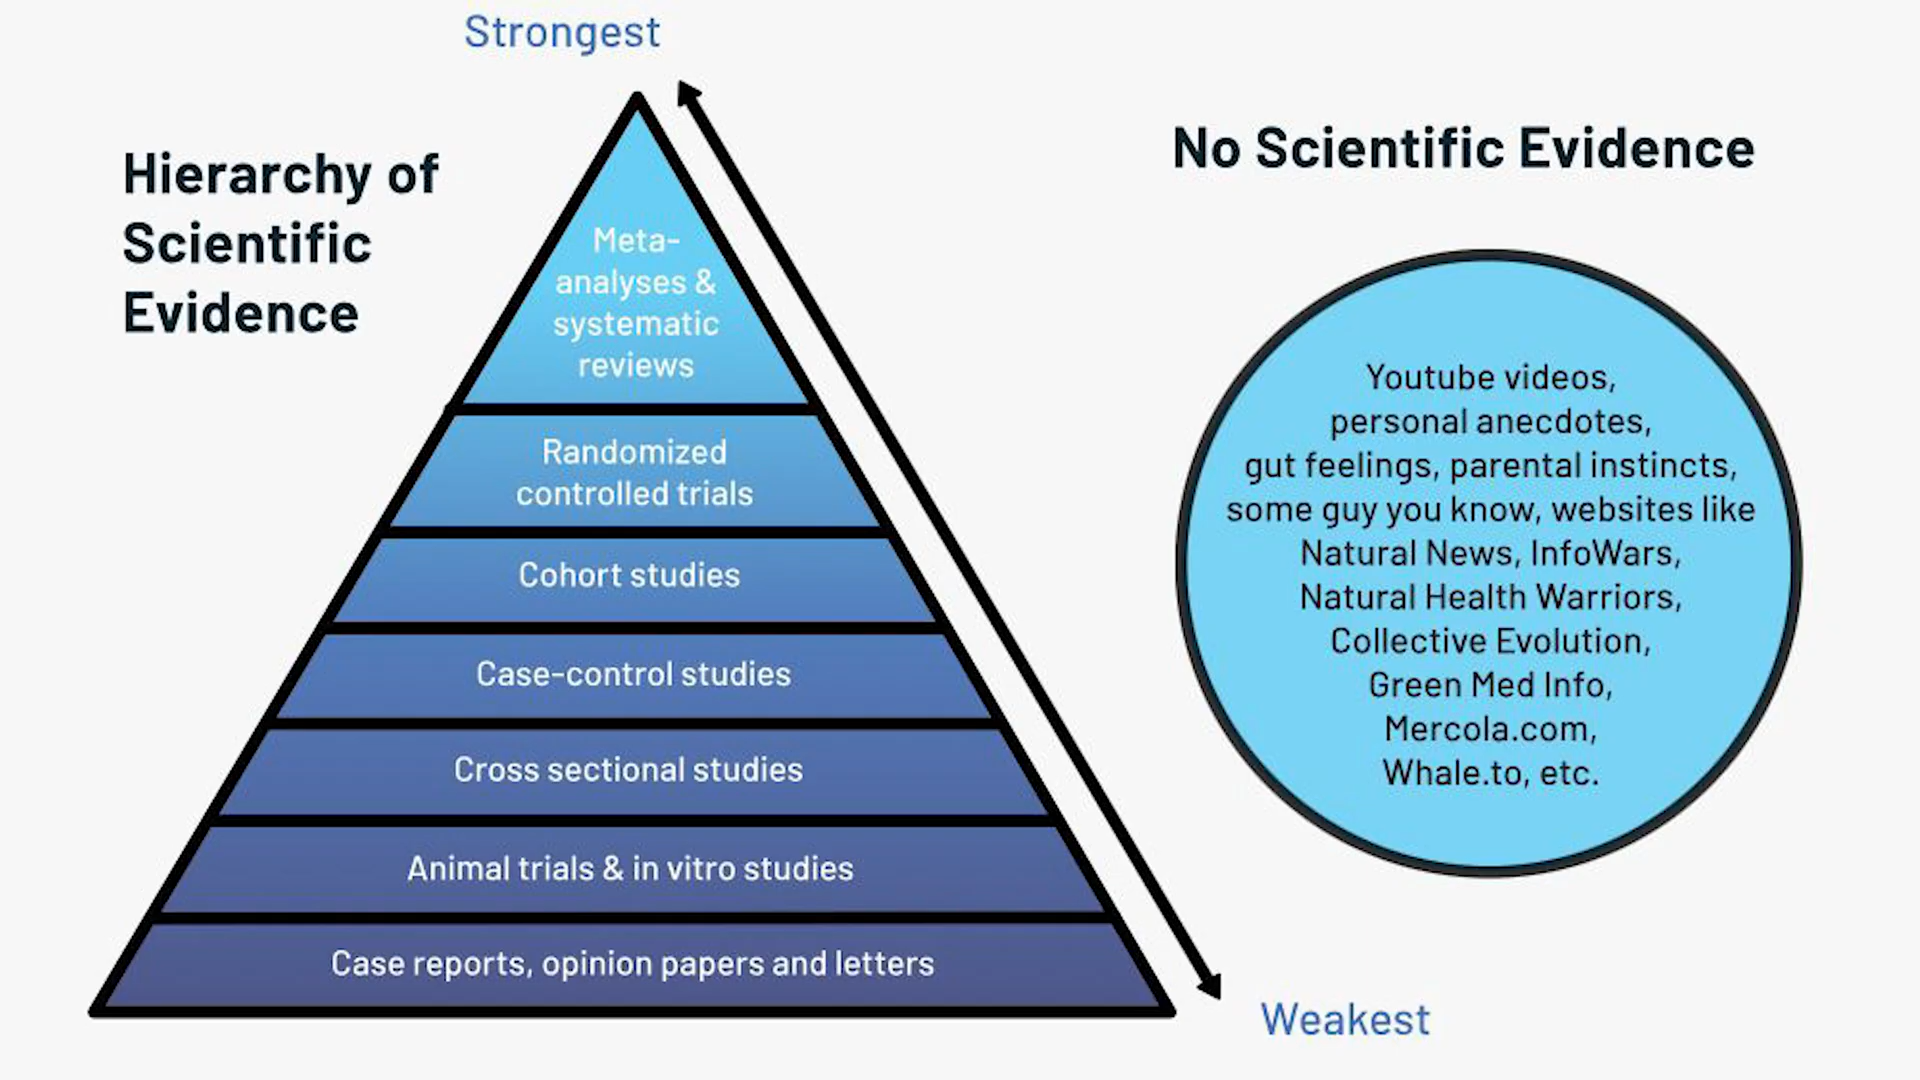 Strongest
Hierarchy of
Scientific
Evidence
Meta-
analyses &
systematic
reviews
Randomized
controlled trials
Cohort studies
Case-control studies
Cross sectional studies
Animal trials & in vitro studies
Case reports, opinion papers and letters
Weakest
No Scientific Evidence
Youtube videos,
personal anecdotes,
gut feelings, parental instincts,
some guy you know, websites like
Natural News, InfoWars,
Natural Health Warriors,
Collective Evolution,
Green Med Info,
Mercola.com,
Whale.to, etc.